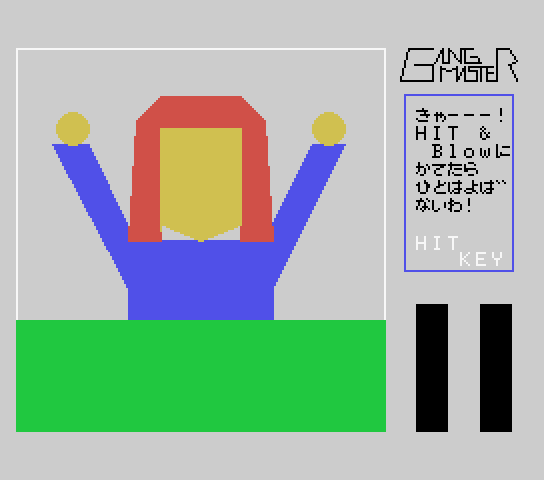 GANG
MASTER
きゃーーー!
HIT &
Blowに
かてたら
ひとはよば゛
ないわ!
HIT
KEY